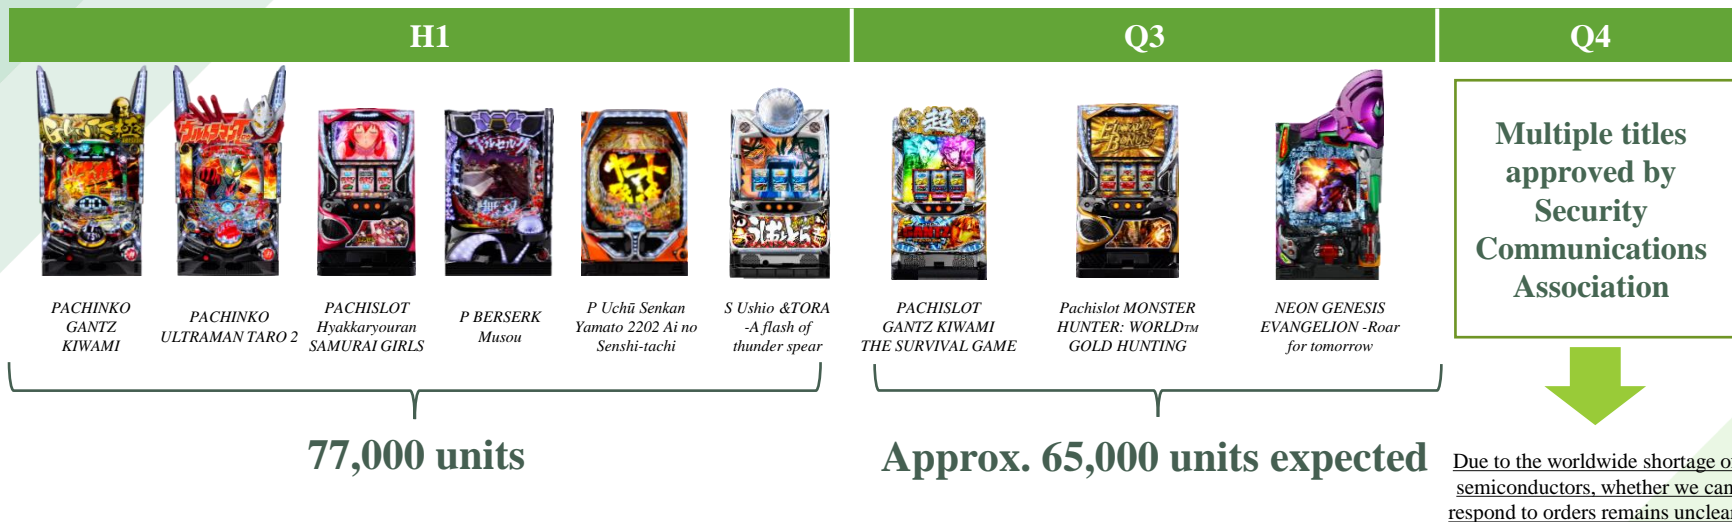 H1
Q3
Q4
PACHINKO
GANTZ
KIWAMI
PACHINKO
ULTRAMAN TARO 2
PACHISLOT
Hyakkaryouran
SAMURAI GIRLS
P BERSERK
Musou
P Uchū Senkan
Yamato 2202 Ai no
Senshi-tachi
S Ushio &TORA
-A flash of
thunder spear
PACHISLOT
GANTZ KIWAMI
THE SURVIVAL GAME
Pachislot MONSTER
HUNTER: WORLDTM
GOLD HUNTING
NEON GENESIS
EVANGELION -Roar
for tomorrow
77,000 units
Approx. 65,000 units expected
Multiple titles
approved by
Security
Communications
Association
Due to the worldwide shortage of
semiconductors, whether we can
respond to orders remains unclear